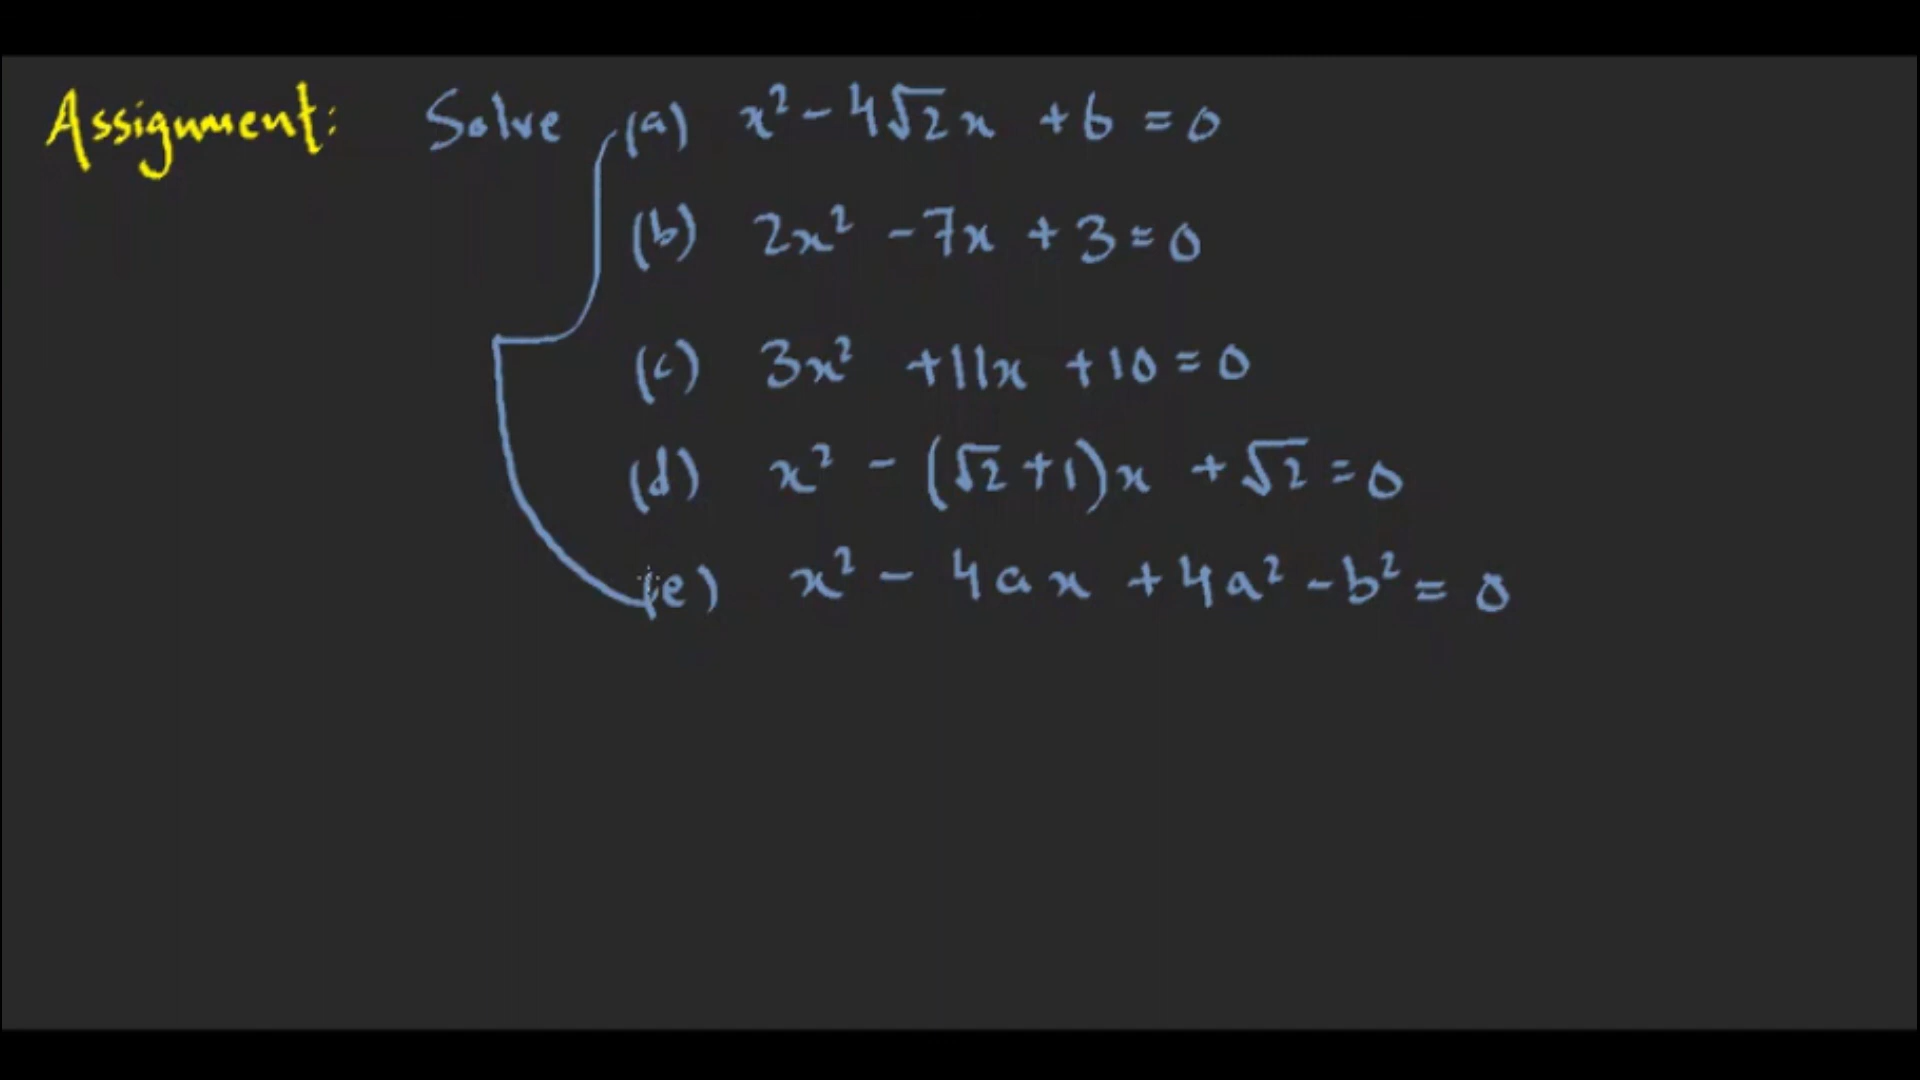 Assignment: Solve (a) x² - 4√2x + 6 = 0
(b) 2x² - 7x + 3 = 0
(c) 3x² + 11x + 10 = 0
(d) x² - (√2 + 1)x + √2 = 0
(e) x² - 4ax + 4a² - b² = 0